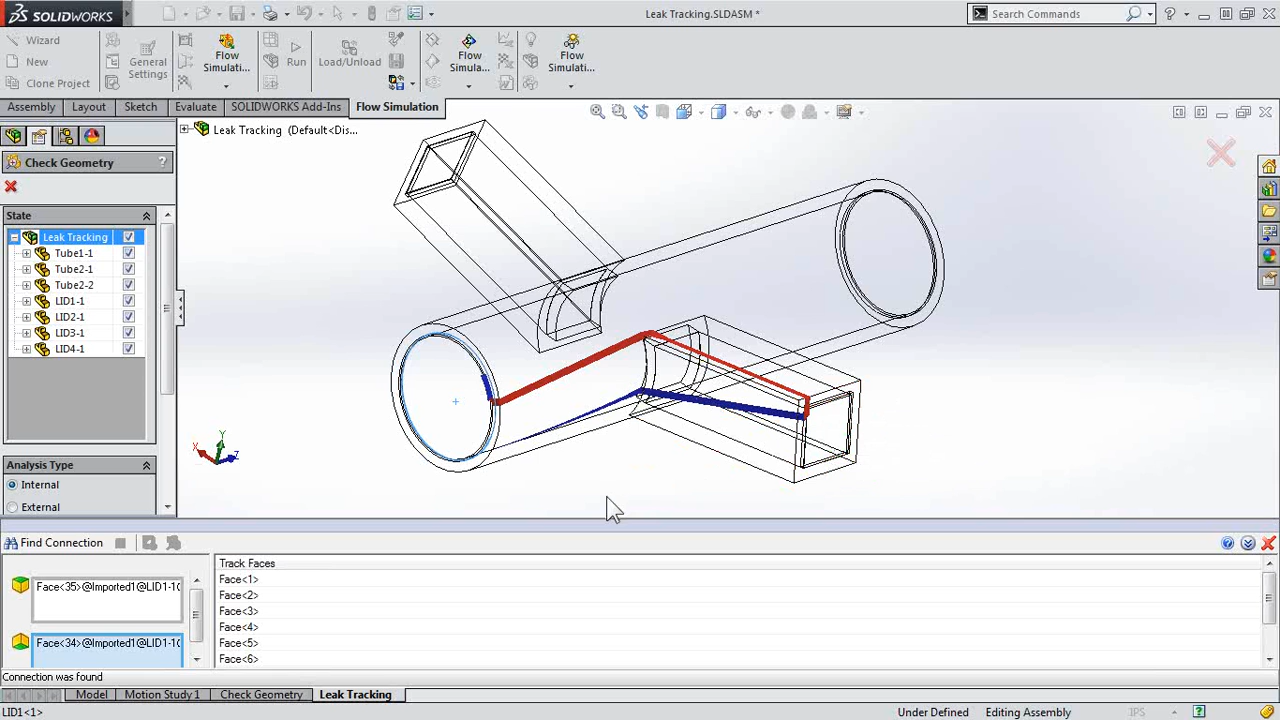 SOLIDWORKS
Leak Tracking.SLDASM *
Search Commands
Wizard
New
Clone Project
General Settings
Flow Simulati...
Run
Load/Unload
Flow Simula...
Flow Simulati...
Assembly
Layout
Sketch
Evaluate
SOLIDWORKS Add-Ins
Flow Simulation
Leak Tracking (Default<Dis...
Check Geometry
?
State
Leak Tracking
Tube1-1
Tube2-1
Tube2-2
LID1-1
LID2-1
LID3-1
LID4-1
Y
X
Z
Analysis Type
Internal
External
Find Connection
Track Faces
Face<35>@Imported1@LID1-1(
Face<34>@Imported1@LID1-1(
Face<1>
Face<2>
Face<3>
Face<4>
Face<5>
Face<6>
Connection was found
Model
Motion Study 1
Check Geometry
Leak Tracking
LID1<1>
Under Defined
Editing Assembly
IPS